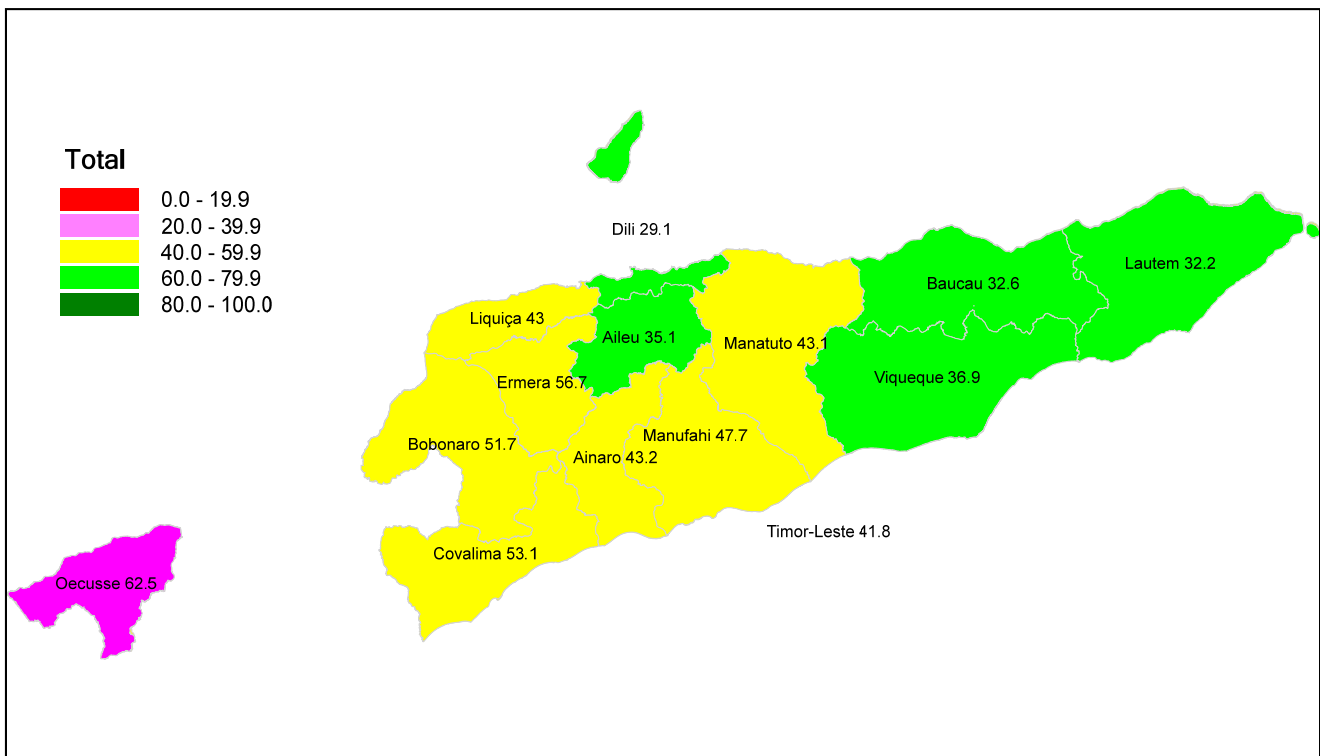 Total
0.0 - 19.9
20.0 - 39.9
40.0 - 59.9
60.0 - 79.9
80.0 - 100.0
Dili 29.1
Lautem 32.2
Baucau 32.6
Liquiça 43
Aileu 35.1
Manatuto 43.1
Viqueque 36.9
Ermera 56.7
Manufahi 47.7
Bobonaro 51.7
Ainaro 43.2
Timor-Leste 41.8
Covalima 53.1
Oecusse 62.5